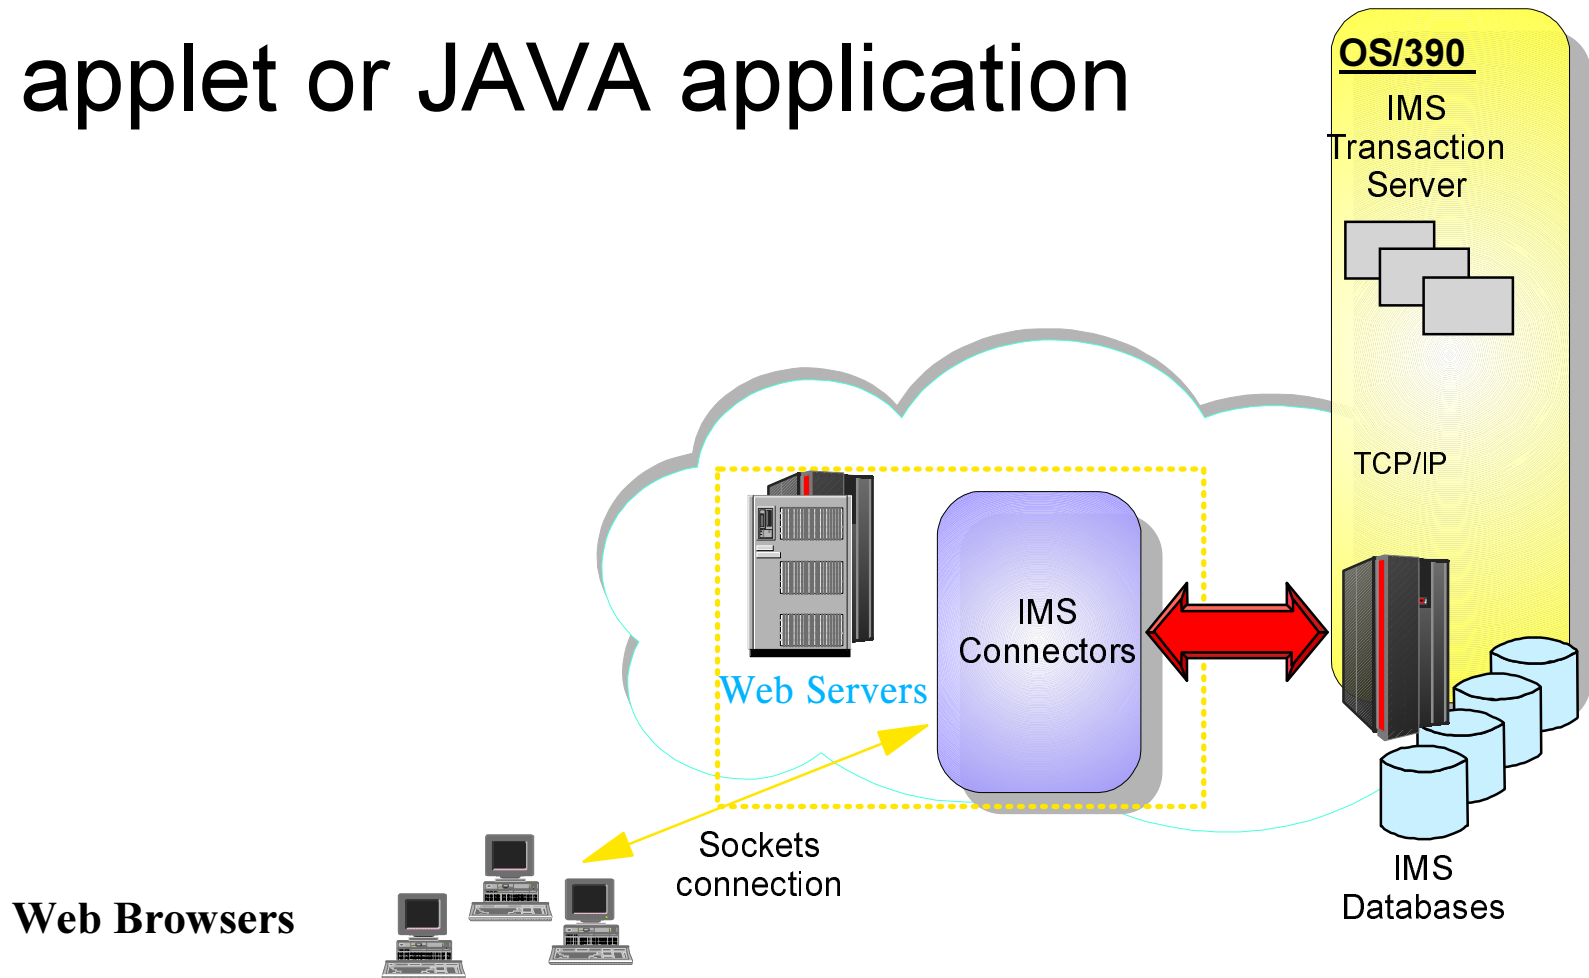 applet or JAVA application
OS/390
IMS
Transaction
Server
TCP/IP
IMS
Connectors
Web Servers
Sockets
connection
IMS
Databases
Web Browsers